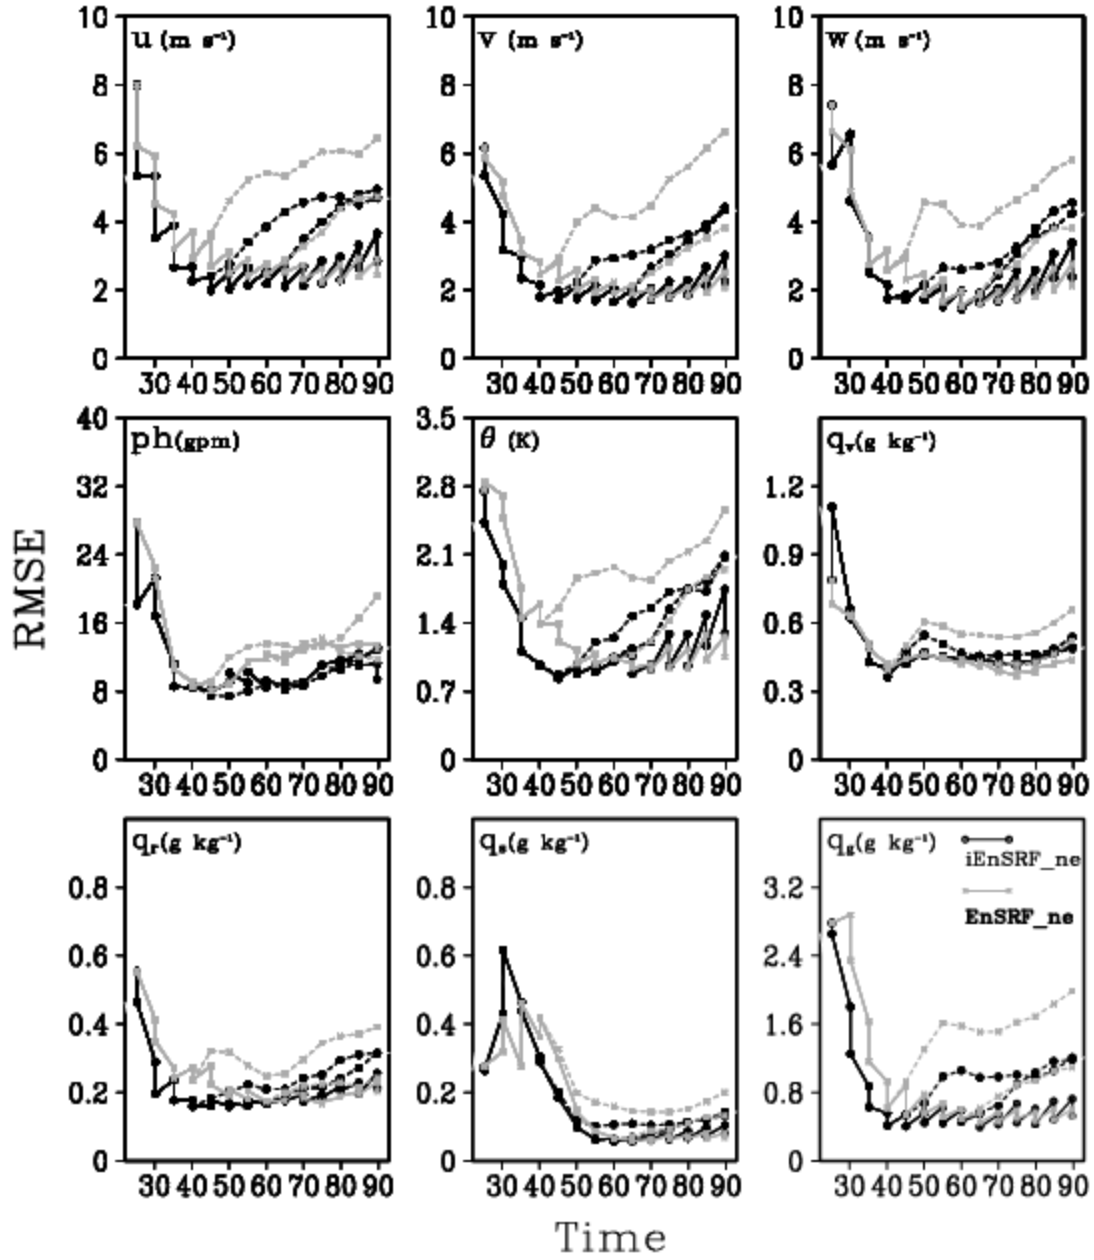 RMSE
u (m s⁻¹)
10
8
6
4
2
0
30 40 50 60 70 80 90
v (m s⁻¹)
10
8
6
4
2
0
30 40 50 60 70 80 90
w (m s⁻¹)
10
8
6
4
2
0
30 40 50 60 70 80 90
ph(gpm)
40
32
24
16
8
0
30 40 50 60 70 80 90
θ (K)
3.5
2.8
2.1
1.4
0.7
0
30 40 50 60 70 80 90
qᵥ(g kg⁻¹)
1.2
0.9
0.6
0.3
0
30 40 50 60 70 80 90
qᵣ(g kg⁻¹)
0.8
0.6
0.4
0.2
0
30 40 50 60 70 80 90
qₛ(g kg⁻¹)
0.8
0.6
0.4
0.2
0
30 40 50 60 70 80 90
q_g(g kg⁻¹)
iEnSRF_ne
EnSRF_ne
3.2
2.4
1.6
0.8
0
30 40 50 60 70 80 90
Time